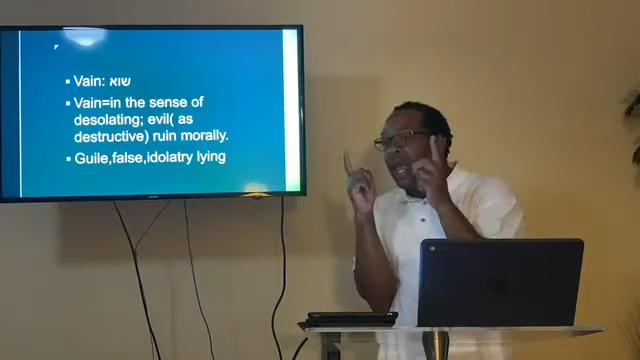 Vain: שוא
Vain=in the sense of
desolating; evil( as
destructive) ruin morally.
Guile,false,idolatry lying